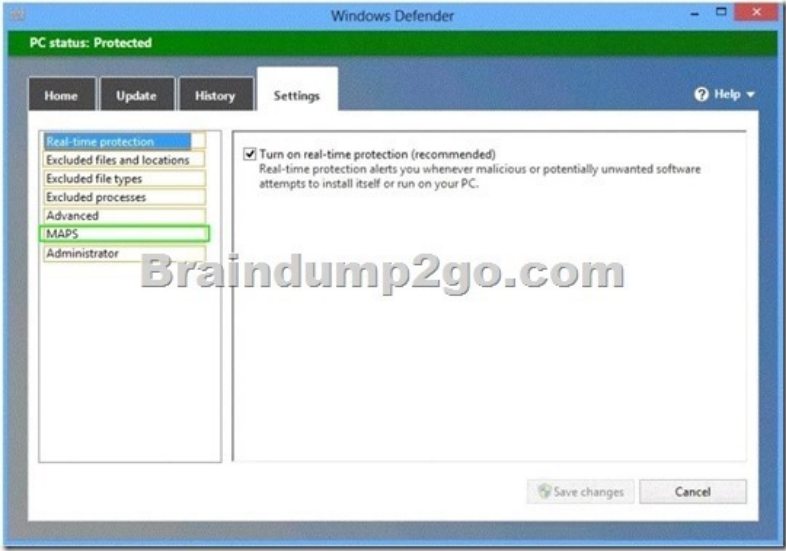 Windows Defender
PC status: Protected
Home
Update
History
Settings
Help
Real-time protection
Excluded files and locations
Excluded file types
Excluded processes
Advanced
MAPS
Administrator
Turn on real-time protection (recommended)
Real-time protection alerts you whenever malicious or potentially unwanted software
attempts to install itself or run on your PC.
Braindump2go.com
Save changes
Cancel